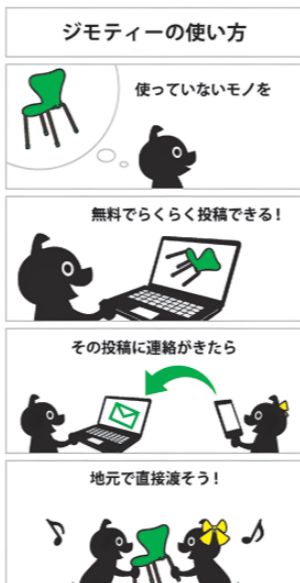 ジモティーの使い方
使っていないモノを
無料でらくらく投稿できる！
その投稿に連絡がきたら
地元で直接渡そう！